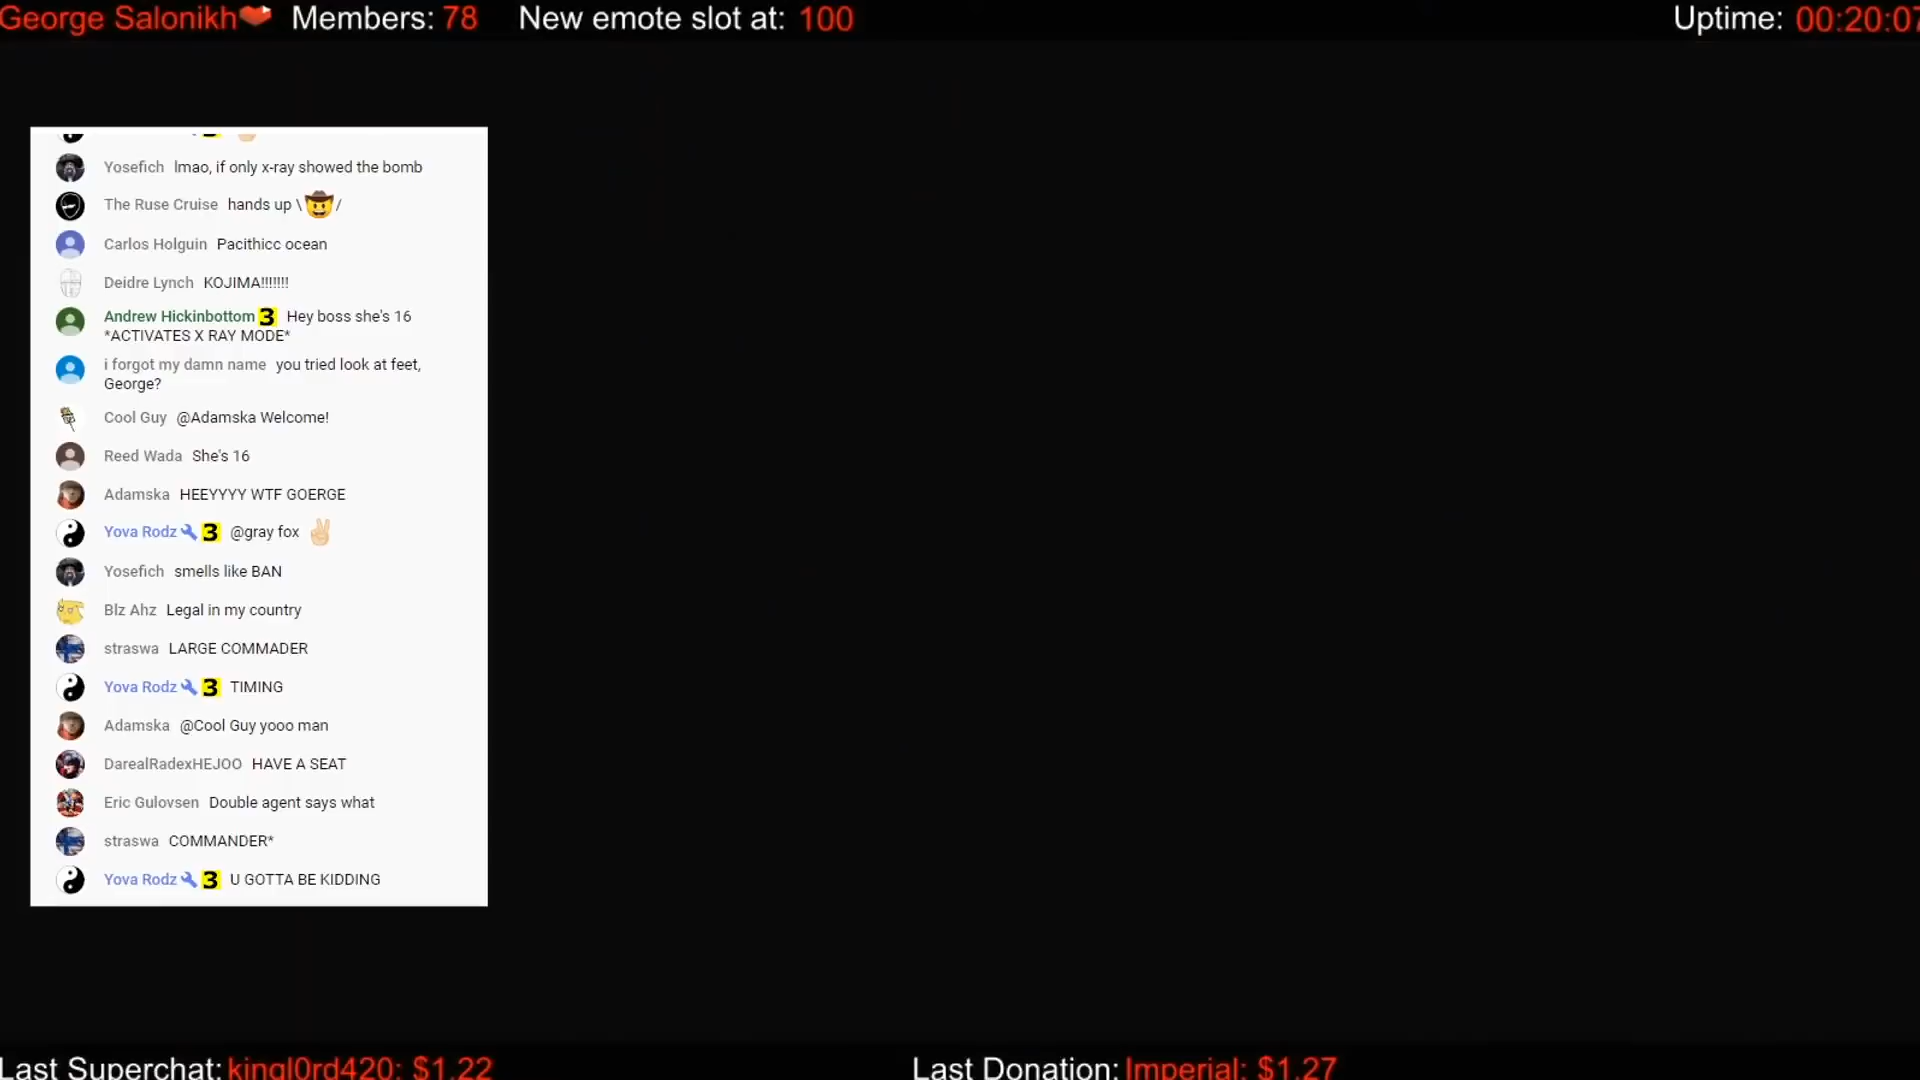 George Salonikh Members: 78 New emote slot at: 100 Uptime: 00:20:07
Yosefich lmao, if only x-ray showed the bomb
The Ruse Cruise hands up \🤠/
Carlos Holguin Pacithicc ocean
Deidre Lynch KOJIMA!!!!!!!
Andrew Hickinbottom 3 Hey boss she's 16
*ACTIVATES X RAY MODE*
i forgot my damn name you tried look at feet,
George?
Cool Guy @Adamska Welcome!
Reed Wada She's 16
Adamska HEEYYYY WTF GOERGE
Yova Rodz 3 @gray fox ✌🏻
Yosefich smells like BAN
Blz Ahz Legal in my country
straswa LARGE COMMADER
Yova Rodz 3 TIMING
Adamska @Cool Guy yooo man
DarealRadexHEJOO HAVE A SEAT
Eric Gulovsen Double agent says what
straswa COMMANDER*
Yova Rodz 3 U GOTTA BE KIDDING
Last Superchat: kingl0rd420: $1.22 Last Donation: Imperial: $1.27